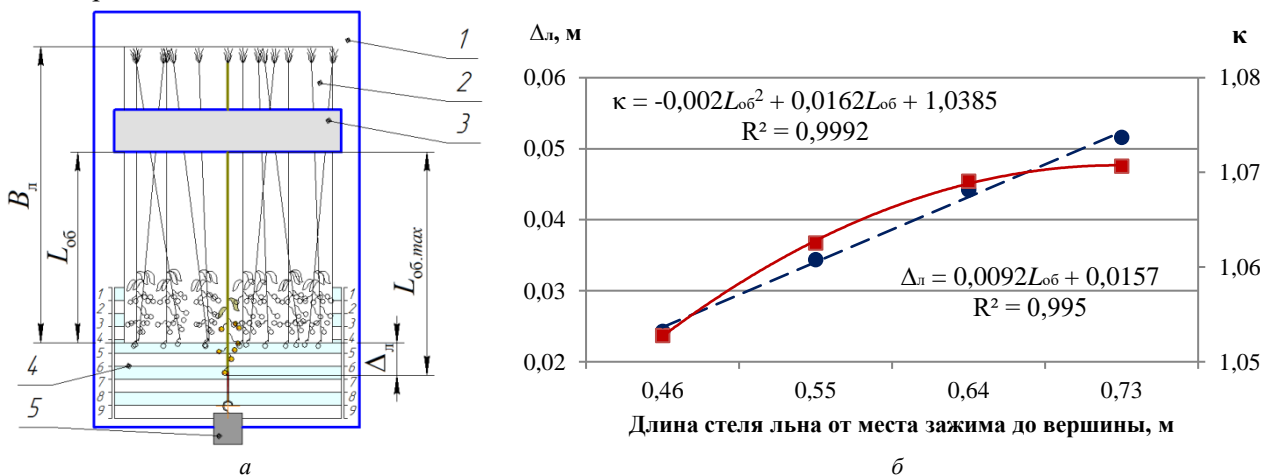 1
2
3
4
5
Bл
Lоб
Lоб.max
Δл
1
2
3
4
5
6
7
8
9
1
2
3
4
5
6
7
8
9
а
Δл, м
к
0,06
0,05
0,04
0,03
0,02
1,08
1,07
1,06
1,05
κ = -0,002Lоб² + 0,0162Lоб + 1,0385
R² = 0,9992
Δл = 0,0092Lоб + 0,0157
R² = 0,995
0,46 0,55 0,64 0,73
Длина стеля льна от места зажима до вершины, м
б